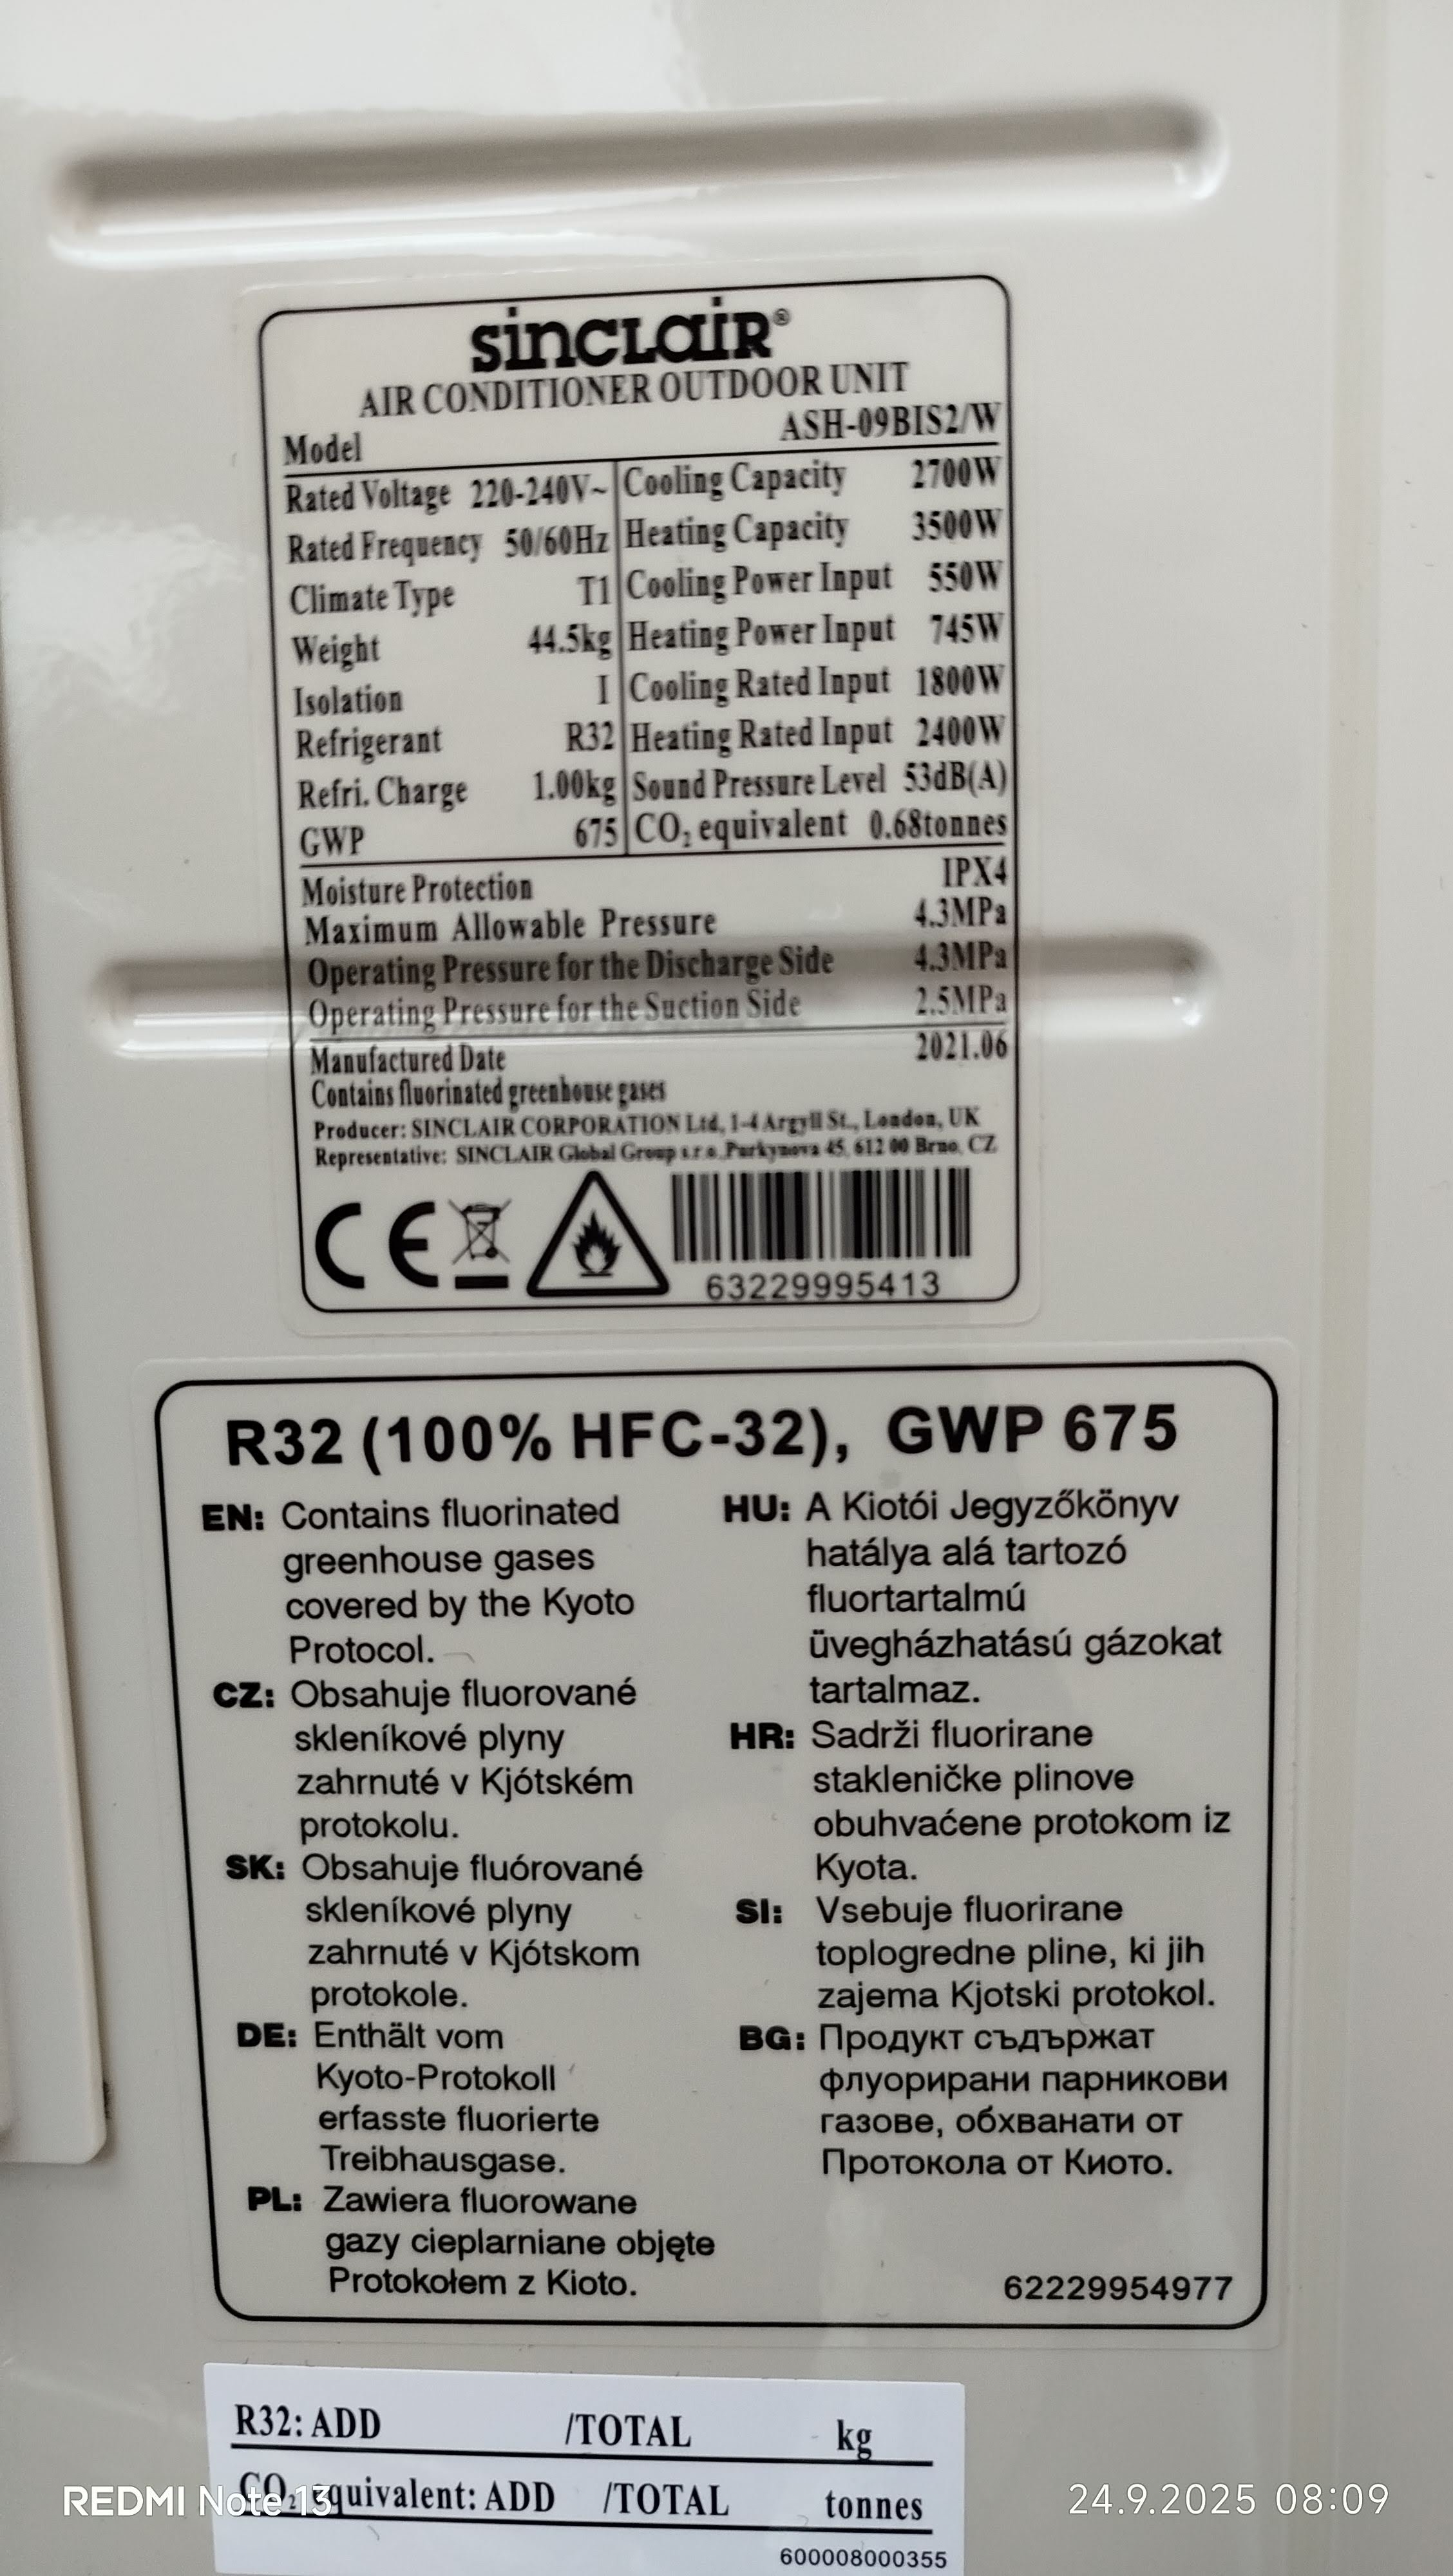 sinclair®
AIR CONDITIONER OUTDOOR UNIT
Model ASH-09BIS2/W
Rated Voltage 220-240V~ Cooling Capacity 2700W
Rated Frequency 50/60Hz Heating Capacity 3500W
Climate Type T1 Cooling Power Input 550W
Weight 44.5kg Heating Power Input 745W
Isolation I Cooling Rated Input 1800W
Refrigerant R32 Heating Rated Input 2400W
Refri. Charge 1.00kg Sound Pressure Level 53dB(A)
GWP 675 CO₂ equivalent 0.68tonnes
Moisture Protection IPX4
Maximum Allowable Pressure 4.3MPa
Operating Pressure for the Discharge Side 4.3MPa
Operating Pressure for the Suction Side 2.5MPa
Manufactured Date 2021.06
Contains fluorinated greenhouse gases
Producer: SINCLAIR CORPORATION Ltd, 1-4 Argyll St., London, UK
Representative: SINCLAIR Global Group s.r.o. Purkynova 45, 612 00 Brno, CZ
CE
63229995413
R32 (100% HFC-32), GWP 675
EN: Contains fluorinated
greenhouse gases
covered by the Kyoto
Protocol.
CZ: Obsahuje fluorované
skleníkové plyny
zahrnuté v Kjótském
protokolu.
SK: Obsahuje fluórované
skleníkové plyny
zahrnuté v Kjótskom
protokole.
DE: Enthält vom
Kyoto-Protokoll
erfasste fluorierte
Treibhausgase.
PL: Zawiera fluorowane
gazy cieplarniane objęte
Protokołem z Kioto.
HU: A Kiotói Jegyzőkönyv
hatálya alá tartozó
fluortartalmú
üvegházhatású gázokat
tartalmaz.
HR: Sadrži fluorirane
stakleničke plinove
obuhvaćene protokom iz
Kyota.
SI: Vsebuje fluorirane
toplogredne pline, ki jih
zajema Kjotski protokol.
BG: Продукт съдържат
флуорирани парникови
газове, обхванати от
Протокола от Киото.
62229954977
R32: ADD /TOTAL kg
CO₂ equivalent: ADD /TOTAL tonnes
600008000355
REDMI Note 13
24.9.2025 08:09